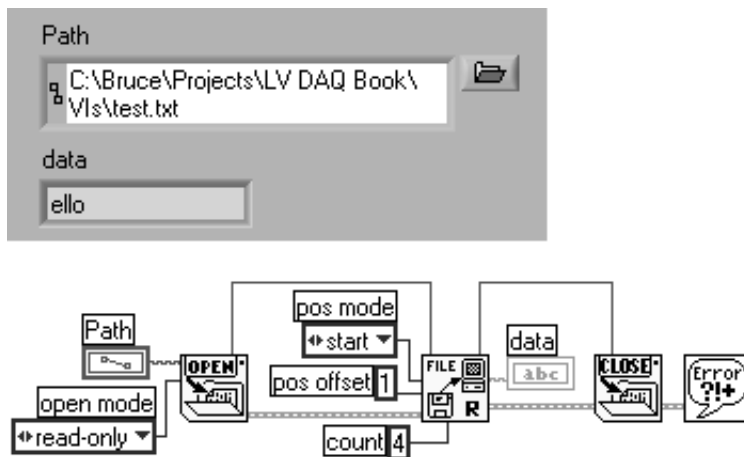 Path
C:\Bruce\Projects\LV DAQ Book\
VIs\test.txt
data
ello
pos mode
start
Path
OPEN
FILE
data
abc
CLOSE
Error
?!+
pos offset 1
R
open mode
read-only
count 4